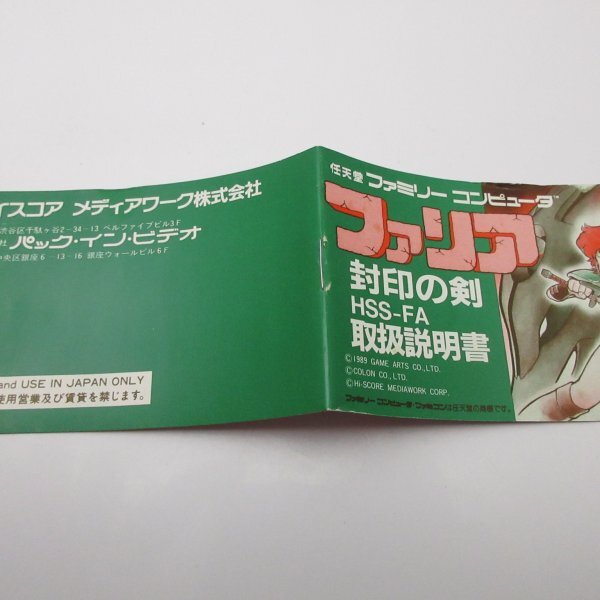 任天堂 ファミリー コンピュータ™
ファリア
封印の剣
HSS-FA
取扱説明書
©1989 GAME ARTS CO., LTD.
©COLON CO., LTD.
©Hi-SCORE MEDIAWORK CORP.
ファミリー コンピュータ・ファミコンは任天堂の商標です。
イスコア メディアワーク株式会社
渋谷区千駄ヶ谷2-34-13 ベルファイブビル3F
社 パック・イン・ビデオ
中央区銀座6-13-16 銀座ウォールビル6F
and USE IN JAPAN ONLY
使用営業及び賃貸を禁じます。